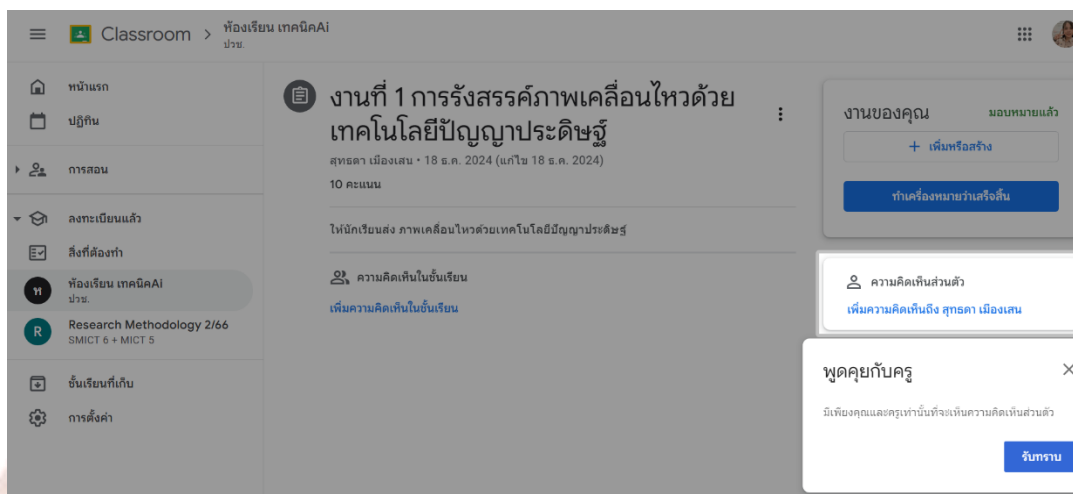 Classroom
ห้องเรียน เทคนิคAi
ปวช.
หน้าแรก
ปฏิทิน
การสอน
ลงทะเบียนแล้ว
สิ่งที่ต้องทำ
ห
ห้องเรียน เทคนิคAi
ปวช.
R
Research Methodology 2/66
SMICT 6 + MICT 5
ชั้นเรียนที่เก็บ
การตั้งค่า
งานที่ 1 การรังสรรค์ภาพเคลื่อนไหวด้วย
เทคโนโลยีปัญญาประดิษฐ์
สุทธดา เมืองเสน • 18 ธ.ค. 2024 (แก้ไข 18 ธ.ค. 2024)
10 คะแนน
ให้นักเรียนส่ง ภาพเคลื่อนไหวด้วยเทคโนโลยีปัญญาประดิษฐ์
ความคิดเห็นในชั้นเรียน
เพิ่มความคิดเห็นในชั้นเรียน
งานของคุณ
มอบหมายแล้ว
+ เพิ่มหรือสร้าง
ทำเครื่องหมายว่าเสร็จสิ้น
ความคิดเห็นส่วนตัว
เพิ่มความคิดเห็นถึง สุทธดา เมืองเสน
พูดคุยกับครู
มีเพียงคุณและครูเท่านั้นที่จะเห็นความคิดเห็นส่วนตัว
รับทราบ